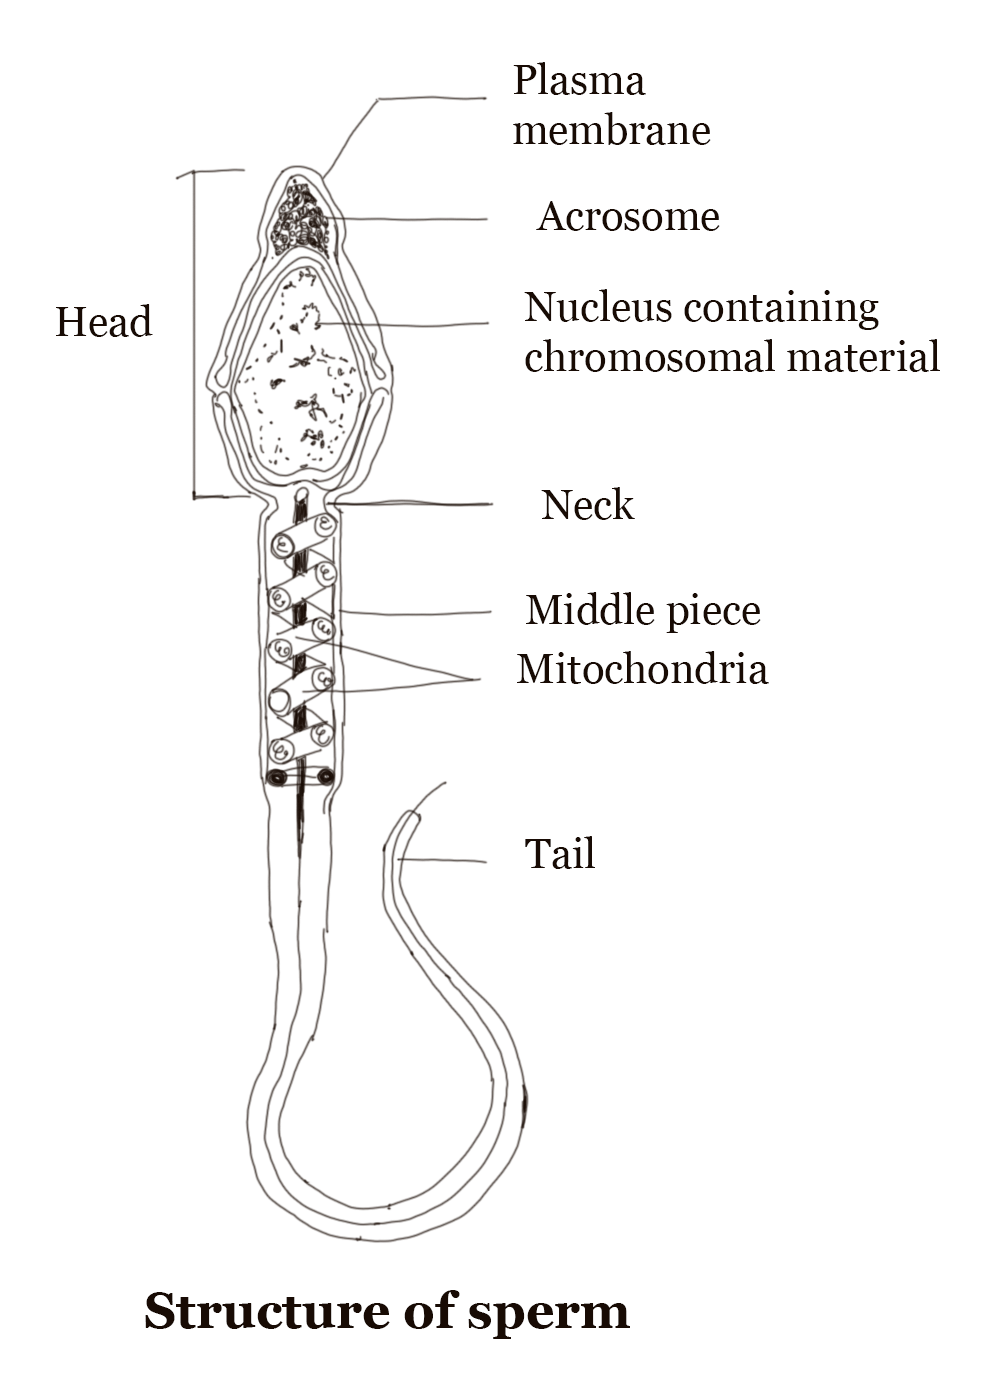 Plasma
membrane
Acrosome
Head
Nucleus containing
chromosomal material
Neck
Middle piece
Mitochondria
Tail
Structure of sperm